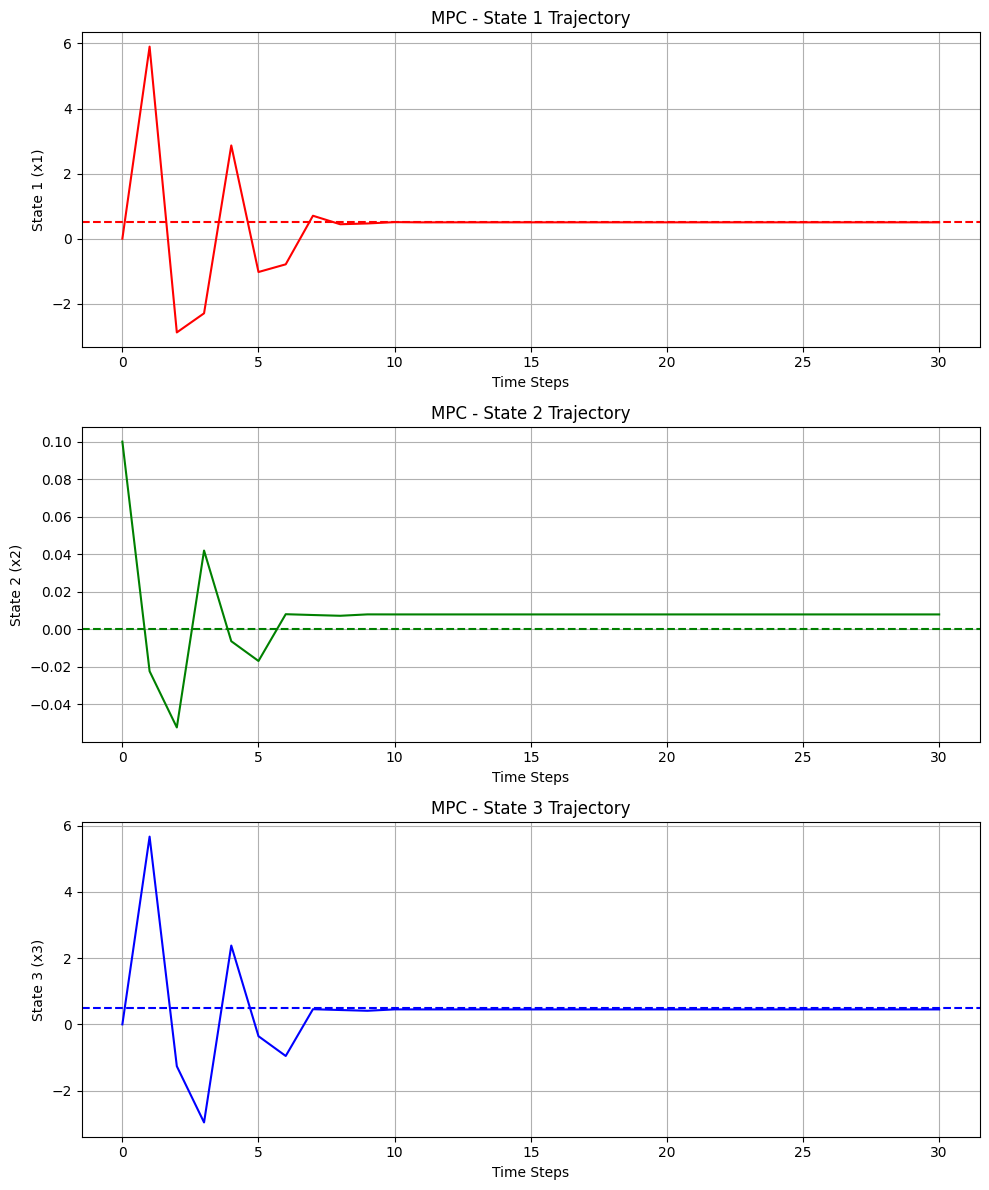 MPC - State 1 Trajectory
6
4
2
0
−2
State 1 (x1)
0 5 10 15 20 25 30
Time Steps
MPC - State 2 Trajectory
0.10
0.08
0.06
0.04
0.02
0.00
−0.02
−0.04
State 2 (x2)
0 5 10 15 20 25 30
Time Steps
MPC - State 3 Trajectory
6
4
2
0
−2
State 3 (x3)
0 5 10 15 20 25 30
Time Steps